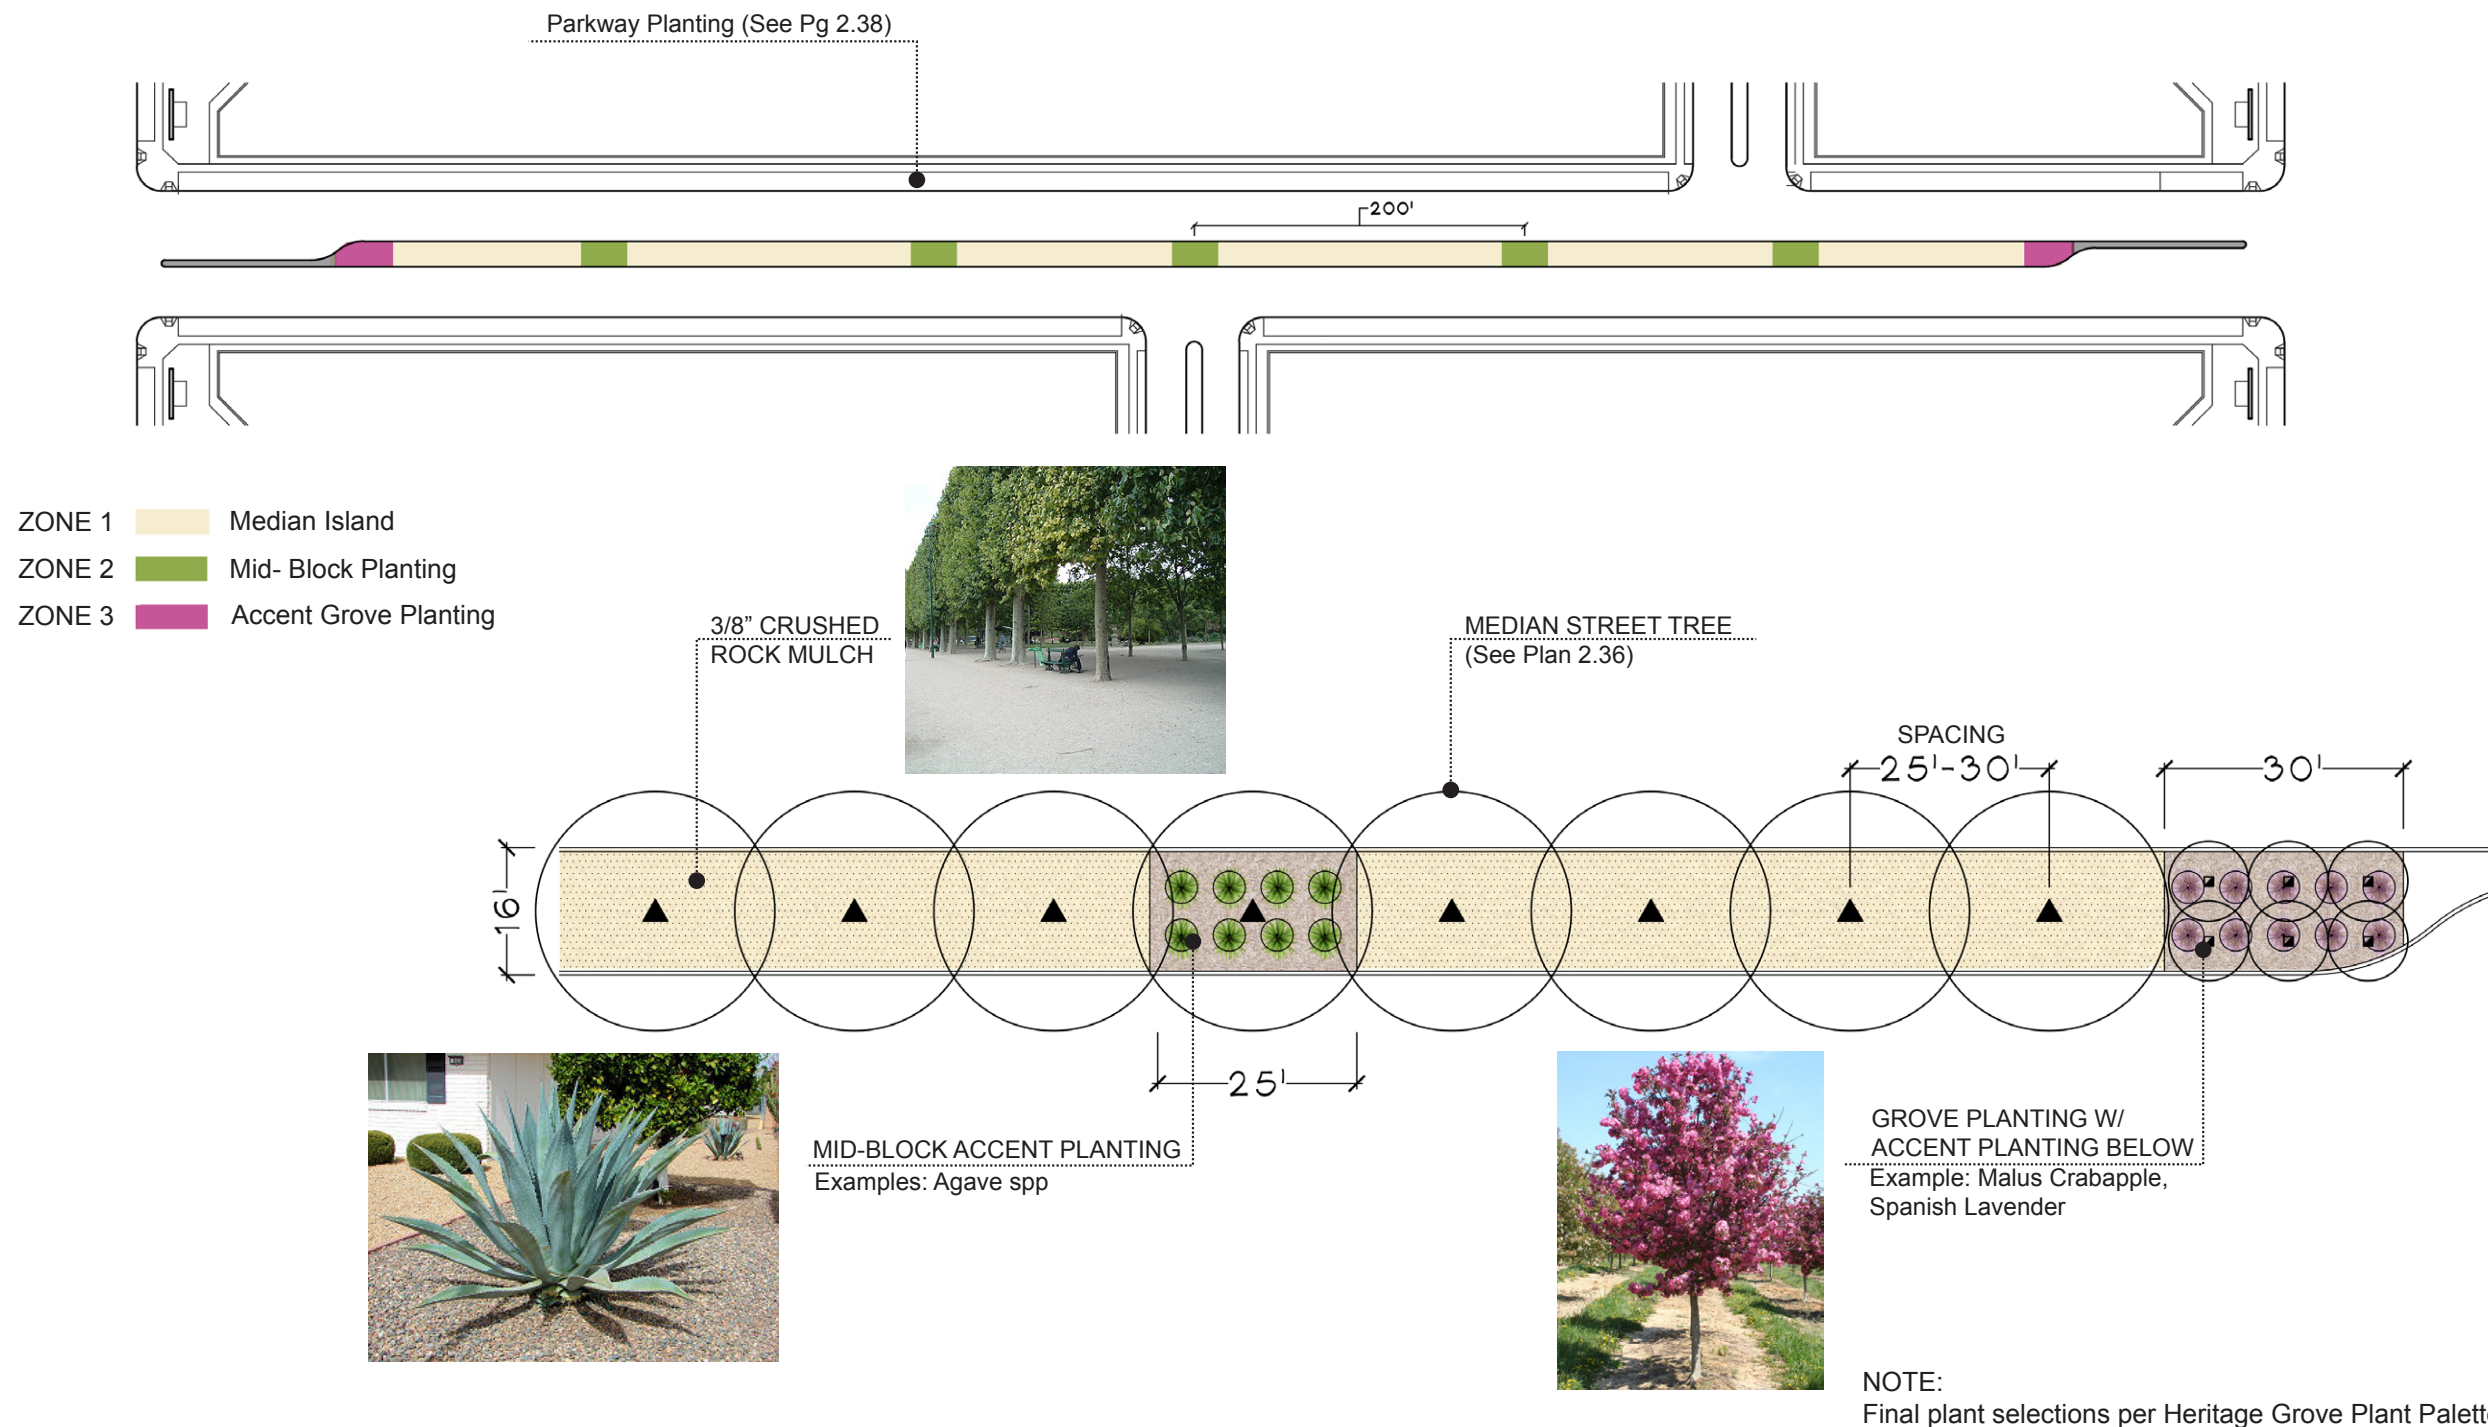 Parkway Planting (See Pg 2.38)
200'
ZONE 1 Median Island
ZONE 2 Mid- Block Planting
ZONE 3 Accent Grove Planting
3/8” CRUSHED
ROCK MULCH
MEDIAN STREET TREE
(See Plan 2.36)
SPACING
25'-30'
30'
16'
25'
MID-BLOCK ACCENT PLANTING
Examples: Agave spp
GROVE PLANTING W/
ACCENT PLANTING BELOW
Example: Malus Crabapple,
Spanish Lavender
NOTE:
Final plant selections per Heritage Grove Plant